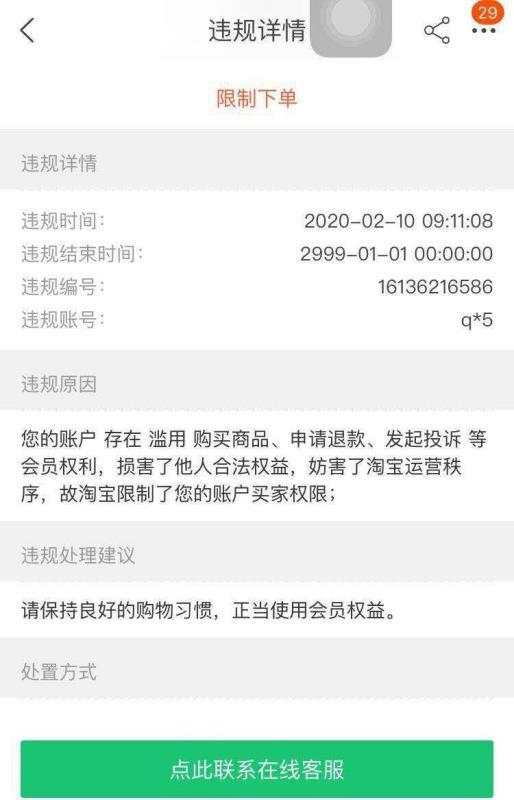 违规详情
29
限制下单
违规详情
违规时间： 2020-02-10 09:11:08
违规结束时间： 2999-01-01 00:00:00
违规编号： 16136216586
违规账号： q*5
违规原因
您的账户 存在 滥用 购买商品、申请退款、发起投诉 等
会员权利，损害了他人合法权益，妨害了淘宝运营秩
序，故淘宝限制了您的账户买家权限；
违规处理建议
请保持良好的购物习惯，正当使用会员权益。
处置方式
点此联系在线客服